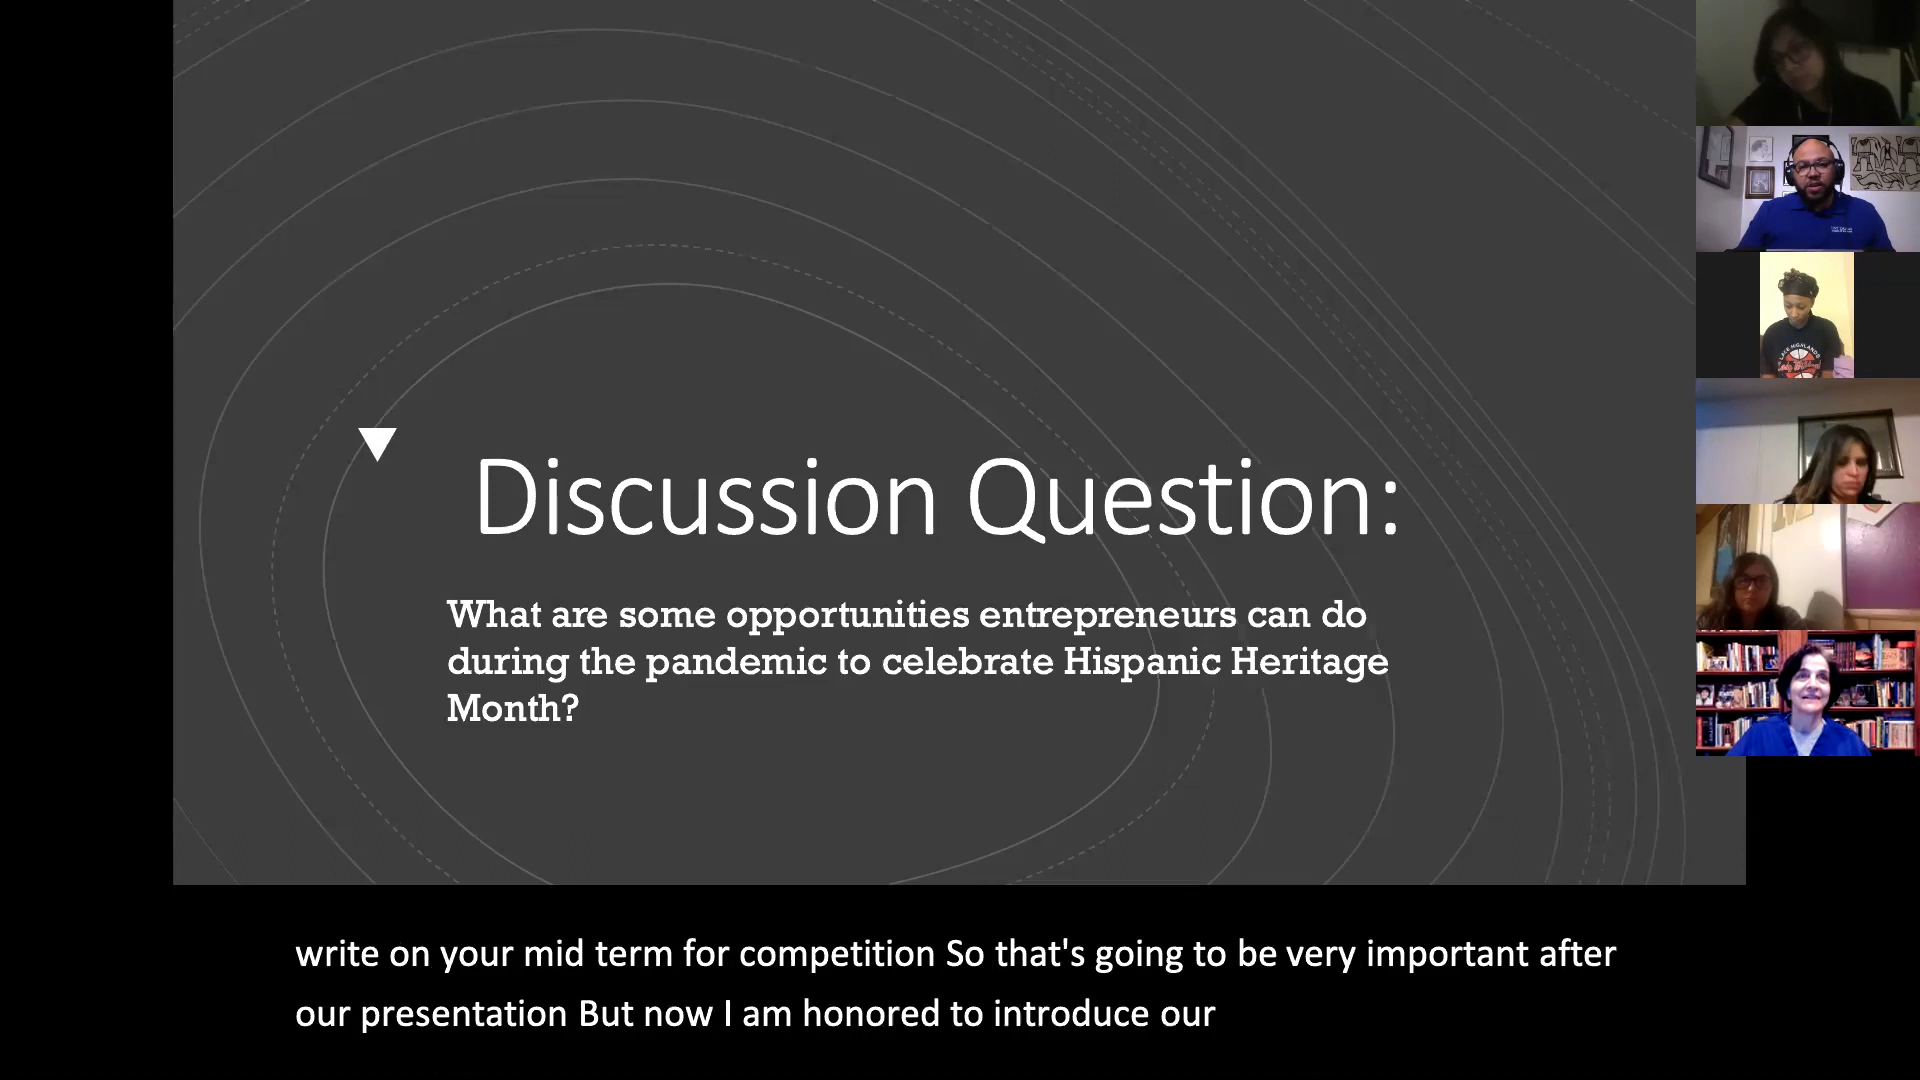 Discussion Question:
What are some opportunities entrepreneurs can do
during the pandemic to celebrate Hispanic Heritage
Month?
LAKE HIGHLANDS
write on your mid term for competition So that's going to be very important after
our presentation But now I am honored to introduce our